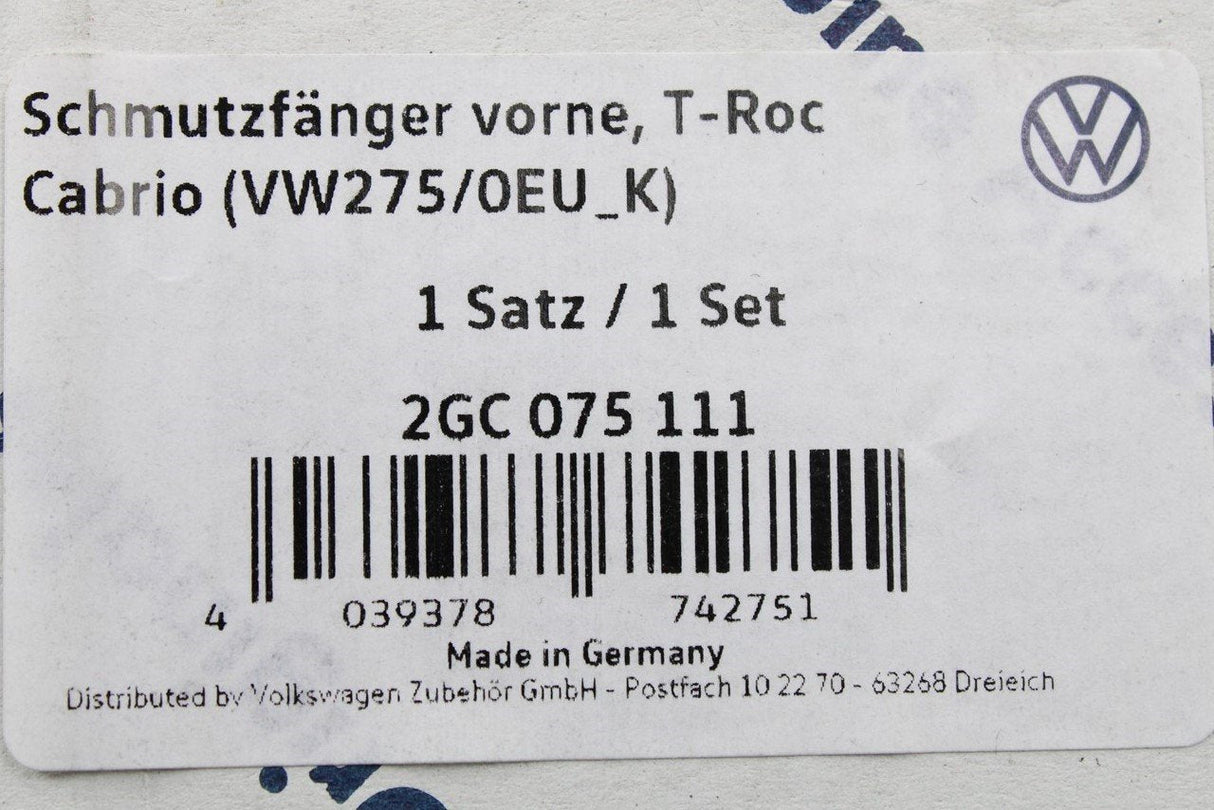 Schmutzfänger vorne, T-Roc
Cabrio (VW275/0EU_K)
1 Satz / 1 Set
2GC 075 111
4 039378 742751
Made in Germany
Distributed by Volkswagen Zubehör GmbH - Postfach 10 22 70 - 63268 Dreieich